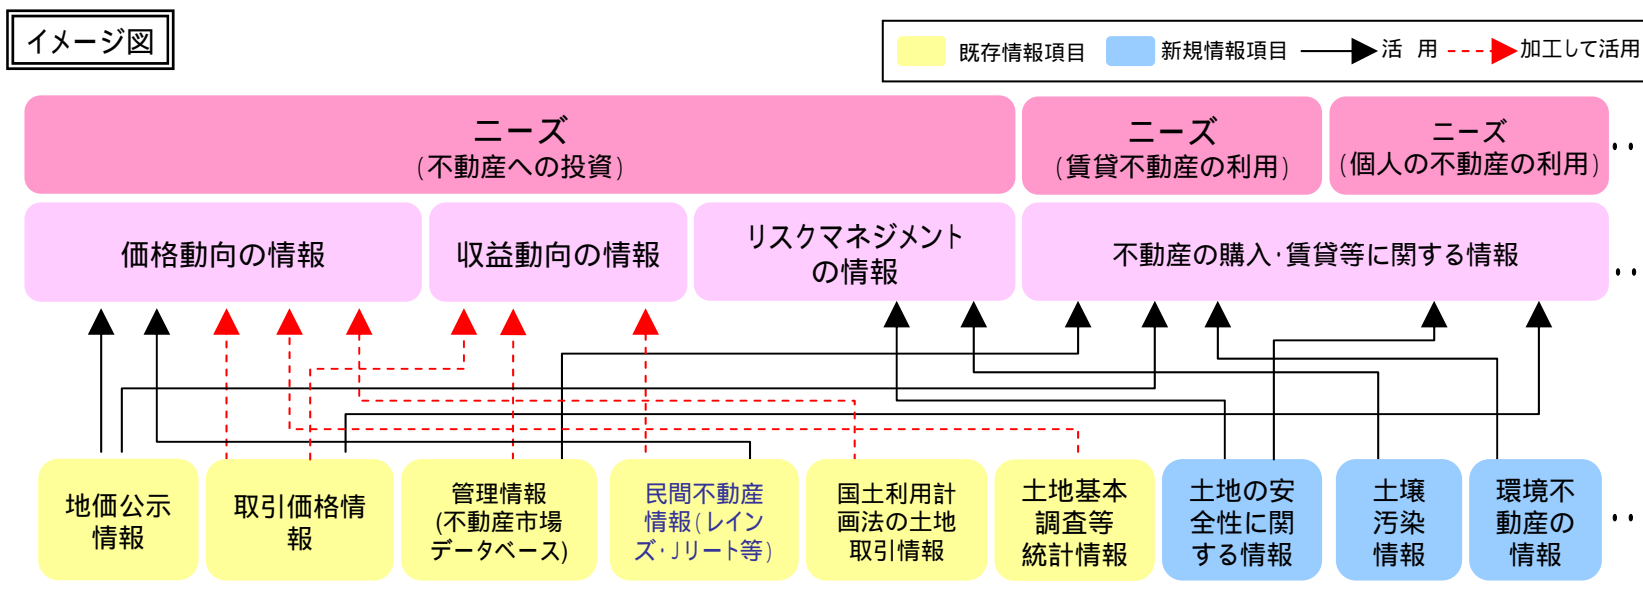 イメージ図
既存情報項目
新規情報項目
活 用
加工して活用
ニーズ
(不動産への投資)
ニーズ
(賃貸不動産の利用)
ニーズ
(個人の不動産の利用)
‥
価格動向の情報
収益動向の情報
リスクマネジメント
の情報
不動産の購入・賃貸等に関する情報
‥
地価公示
情報
取引価格情
報
管理情報
(不動産市場
データベース)
民間不動産
情報(レイン
ズ・Jリート等)
国土利用計
画法の土地
取引情報
土地基本
調査等
統計情報
土地の安
全性に関
する情報
土壌
汚染
情報
環境不
動産の
情報
‥